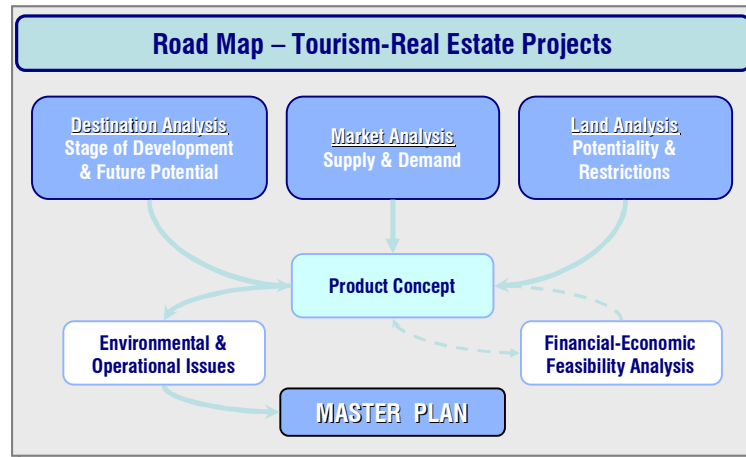 Road Map – Tourism-Real Estate Projects
Destination Analysis
Stage of Development
& Future Potential
Market Analysis
Supply & Demand
Land Analysis
Potentiality &
Restrictions
Product Concept
Environmental &
Operational Issues
Financial-Economic
Feasibility Analysis
MASTER PLAN